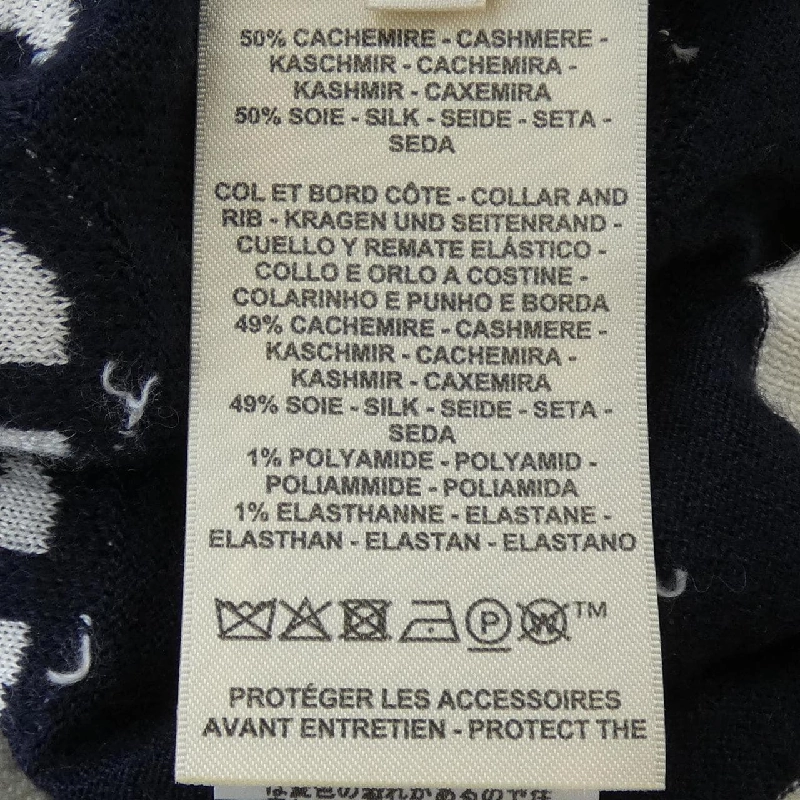 50% CACHEMIRE - CASHMERE -
KASCHMIR - CACHEMIRA -
KASHMIR - CAXEMIRA
50% SOIE - SILK - SEIDE - SETA -
SEDA
COL ET BORD CÔTE - COLLAR AND
RIB - KRAGEN UND SEITENRAND -
CUELLO Y REMATE ELÁSTICO -
COLLO E ORLO A COSTINE -
COLARINHO E PUNHO E BORDA
49% CACHEMIRE - CASHMERE -
KASCHMIR - CACHEMIRA -
KASHMIR - CAXEMIRA
49% SOIE - SILK - SEIDE - SETA -
SEDA
1% POLYAMIDE - POLYAMID -
POLIAMMIDE - POLIAMIDA
1% ELASTHANNE - ELASTANE -
ELASTHAN - ELASTAN - ELASTANO
P W TM
PROTÉGER LES ACCESSOIRES
AVANT ENTRETIEN - PROTECT THE